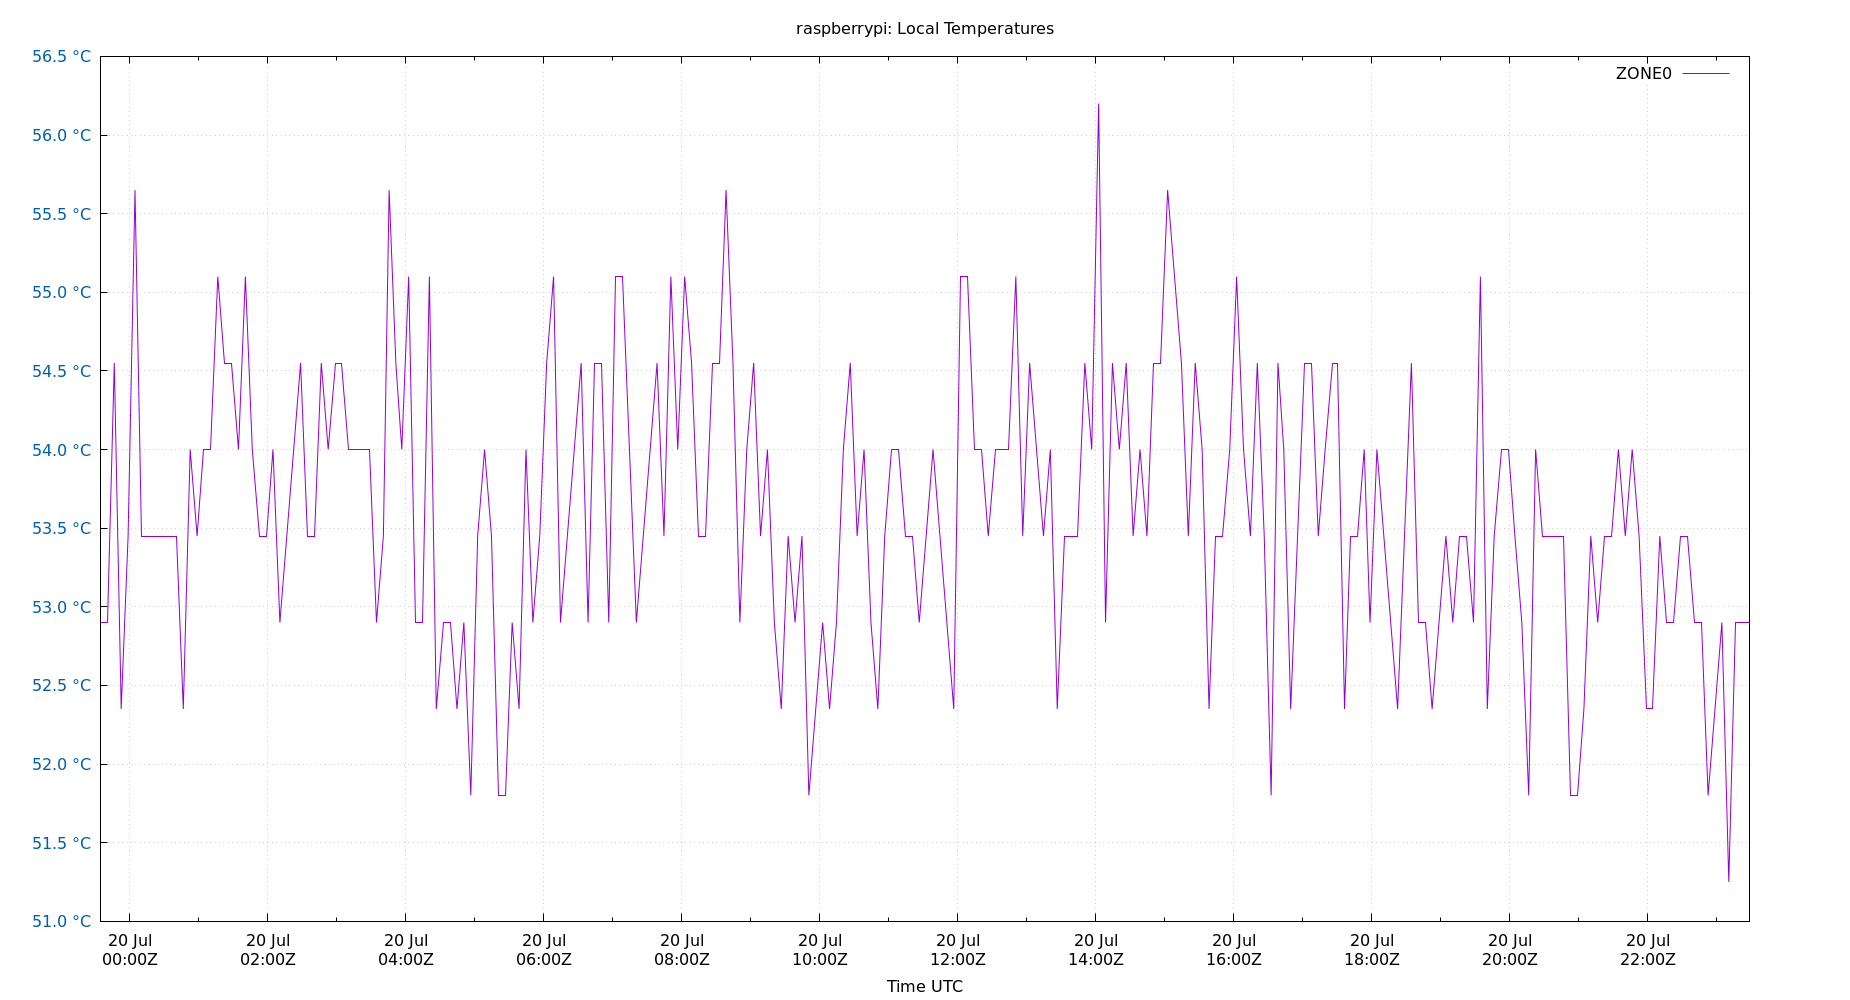 raspberrypi: Local Temperatures
ZONE0
56.5 °C
56.0 °C
55.5 °C
55.0 °C
54.5 °C
54.0 °C
53.5 °C
53.0 °C
52.5 °C
52.0 °C
51.5 °C
51.0 °C
20 Jul 20 Jul 20 Jul 20 Jul 20 Jul 20 Jul 20 Jul 20 Jul 20 Jul 20 Jul 20 Jul 20 Jul
00:00Z 02:00Z 04:00Z 06:00Z 08:00Z 10:00Z 12:00Z 14:00Z 16:00Z 18:00Z 20:00Z 22:00Z
Time UTC